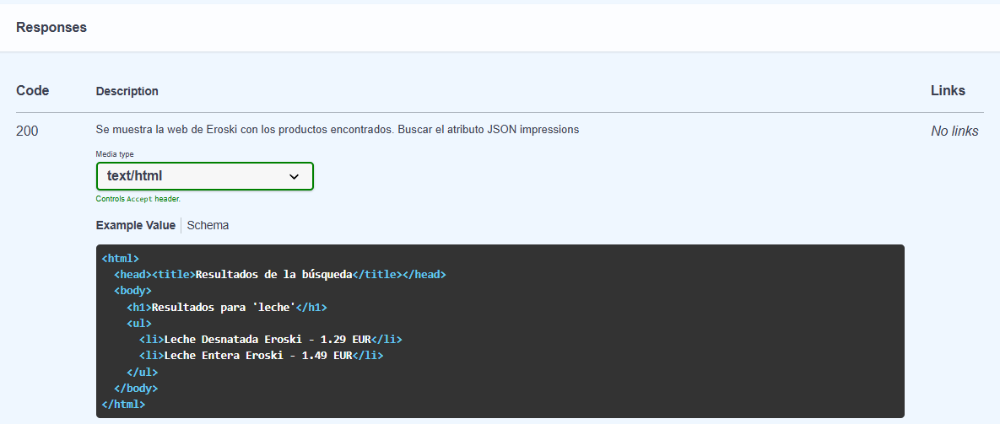 Responses
Code Description Links
200 Se muestra la web de Eroski con los productos encontrados. Buscar el atributo JSON impressions No links
Media type
text/html
Controls Accept header.
Example Value Schema
<html>
  <head><title>Resultados de la búsqueda</title></head>
  <body>
    <h1>Resultados para 'leche'</h1>
    <ul>
      <li>Leche Desnatada Eroski - 1.29 EUR</li>
      <li>Leche Entera Eroski - 1.49 EUR</li>
    </ul>
  </body>
</html>